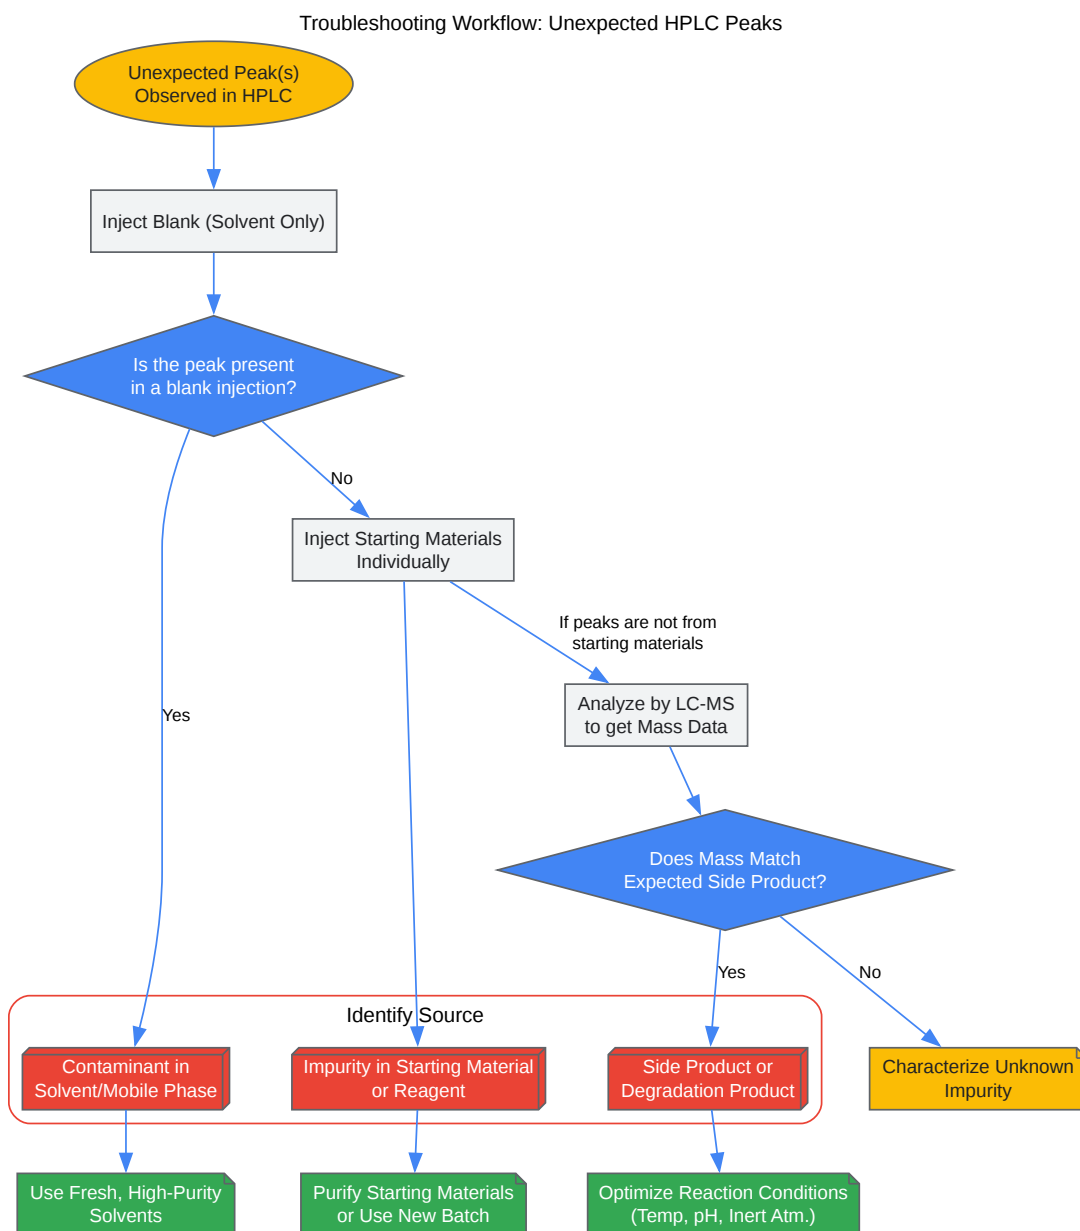 Troubleshooting Workflow: Unexpected HPLC Peaks
Unexpected Peak(s)
Observed in HPLC
Inject Blank (Solvent Only)
Is the peak present
in a blank injection?
No
Inject Starting Materials
Individually
If peaks are not from
starting materials
Analyze by LC-MS
to get Mass Data
Yes
Does Mass Match
Expected Side Product?
Yes
No
Identify Source
Contaminant in
Solvent/Mobile Phase
Impurity in Starting Material
or Reagent
Side Product or
Degradation Product
Characterize Unknown
Impurity
Use Fresh, High-Purity
Solvents
Purify Starting Materials
or Use New Batch
Optimize Reaction Conditions
(Temp, pH, Inert Atm.)